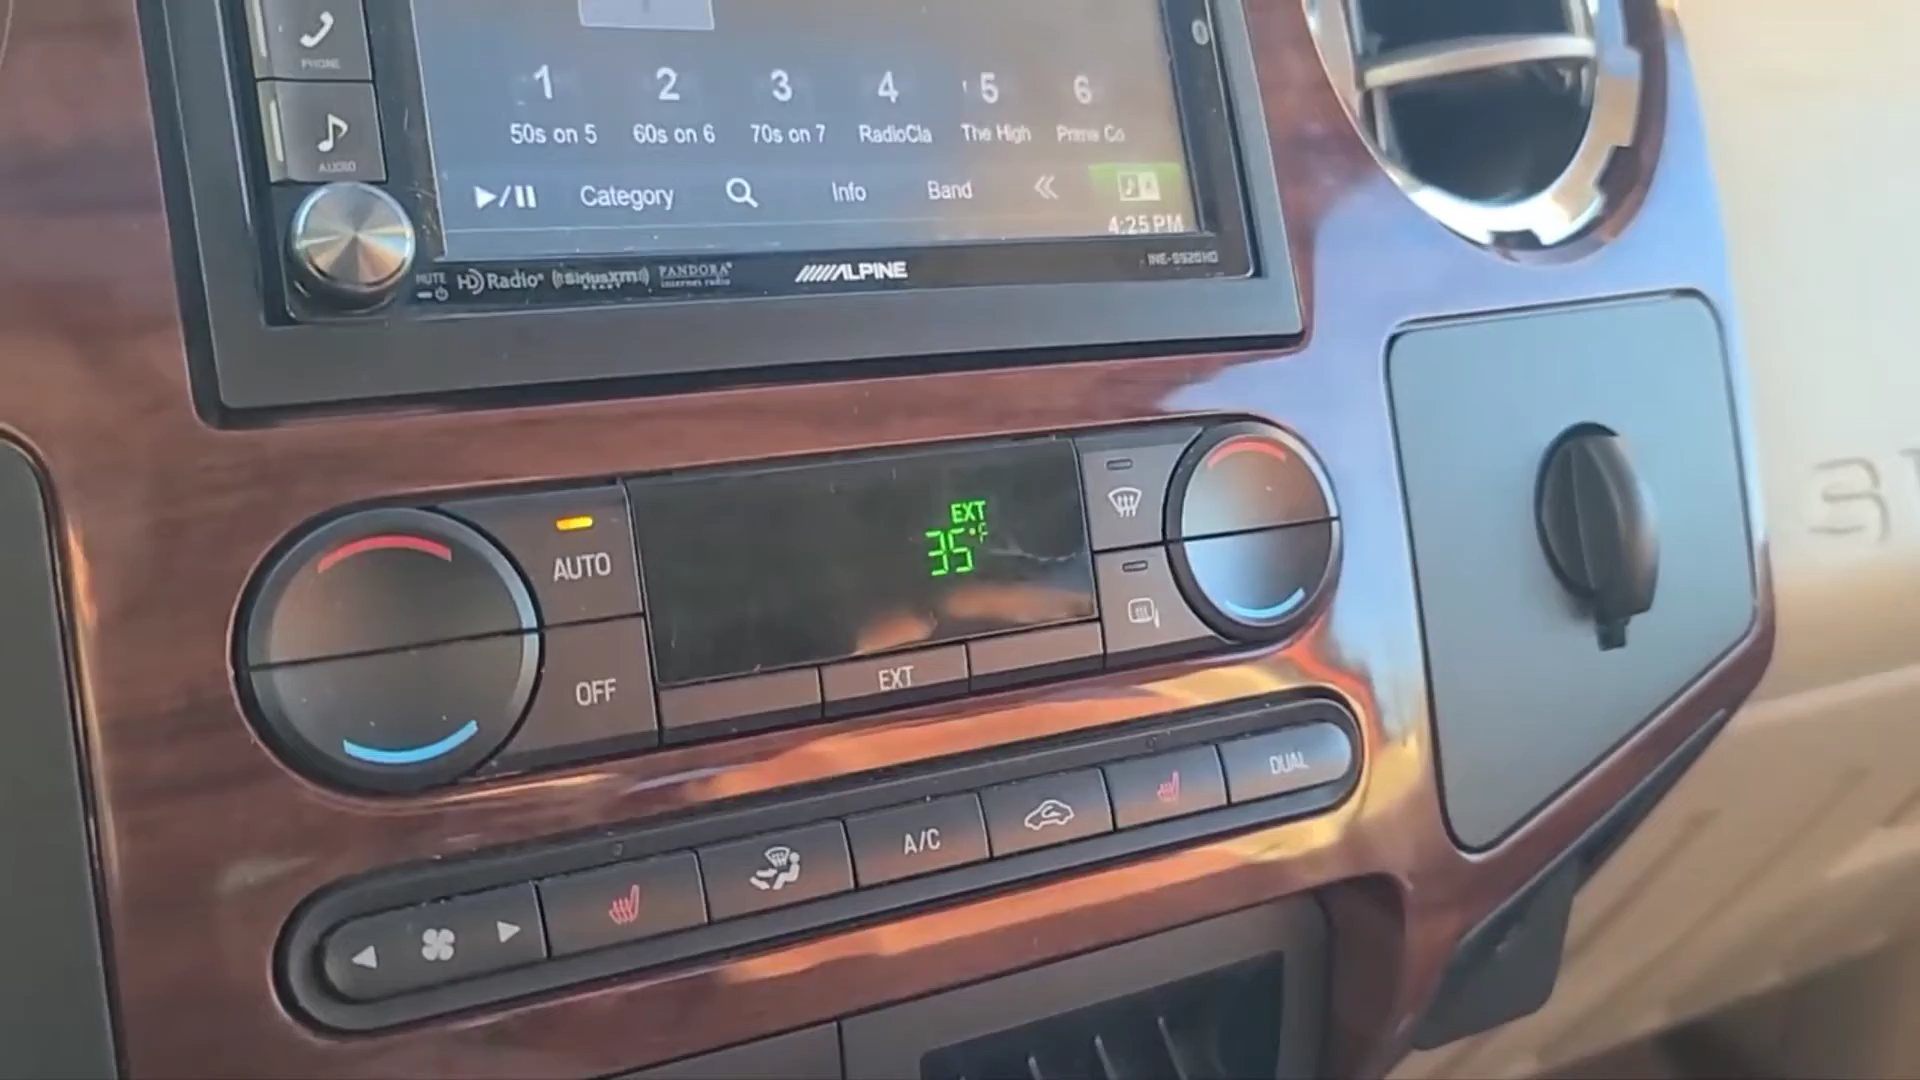 PHONE
AUDIO
1 2 3 4 5 6
50s on 5 60s on 6 70s on 7 RadioCla The High Prime Co
Category Info Band
4:25 PM
MUTE
HD Radio SiriusXM PANDORA internet radio
ALPINE
INE-S920HD
EXT
35°F
AUTO
OFF
EXT
A/C
DUAL